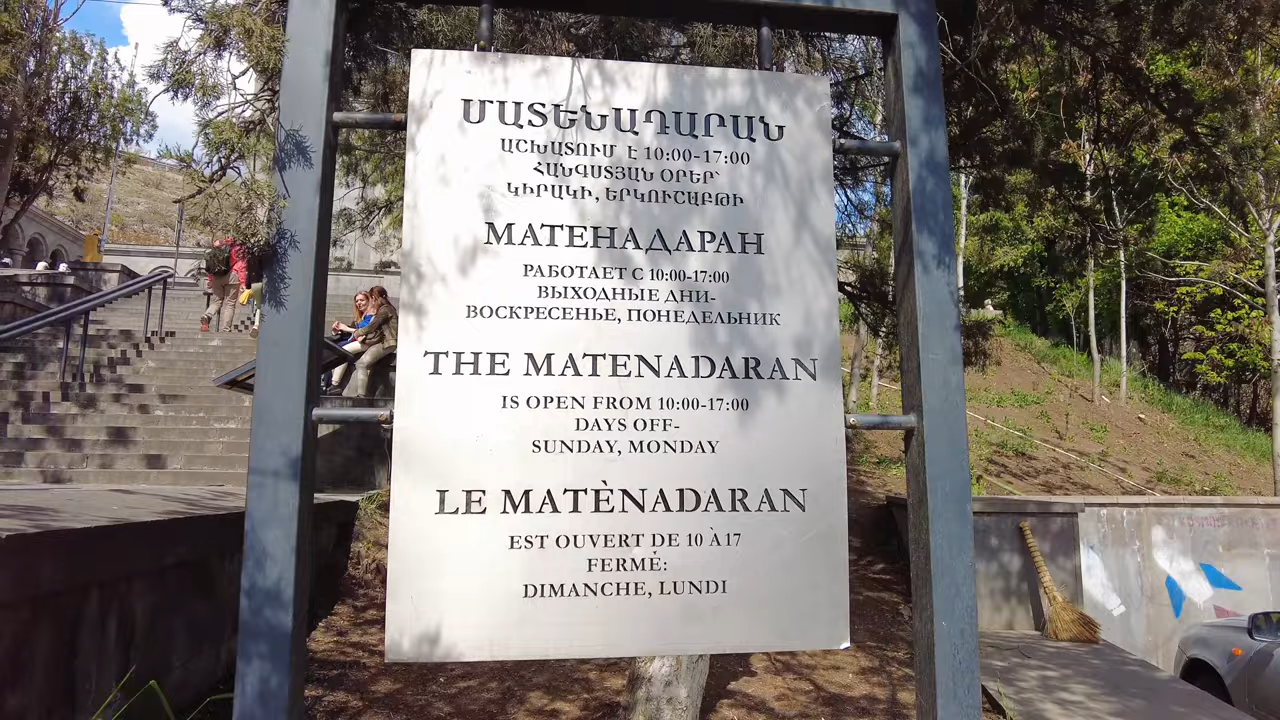 ՄԱՏԵՆԱԴԱՐԱՆ
ԱՇԽԱՏՈՒՄ Է 10:00-17:00
ՀԱՆԳՍՏՅԱՆ ՕՐԵՐ՝
ԿԻՐԱԿԻ, ԵՐԿՈՒՇԱԲԹԻ
МАТЕНАДАРАН
РАБОТАЕТ С 10:00-17:00
ВЫХОДНЫЕ ДНИ-
ВОСКРЕСЕНЬЕ, ПОНЕДЕЛЬНИК
THE MATENADARAN
IS OPEN FROM 10:00-17:00
DAYS OFF-
SUNDAY, MONDAY
LE MATÈNADARAN
EST OUVERT DE 10 À17
FERMÉ:
DIMANCHE, LUNDI